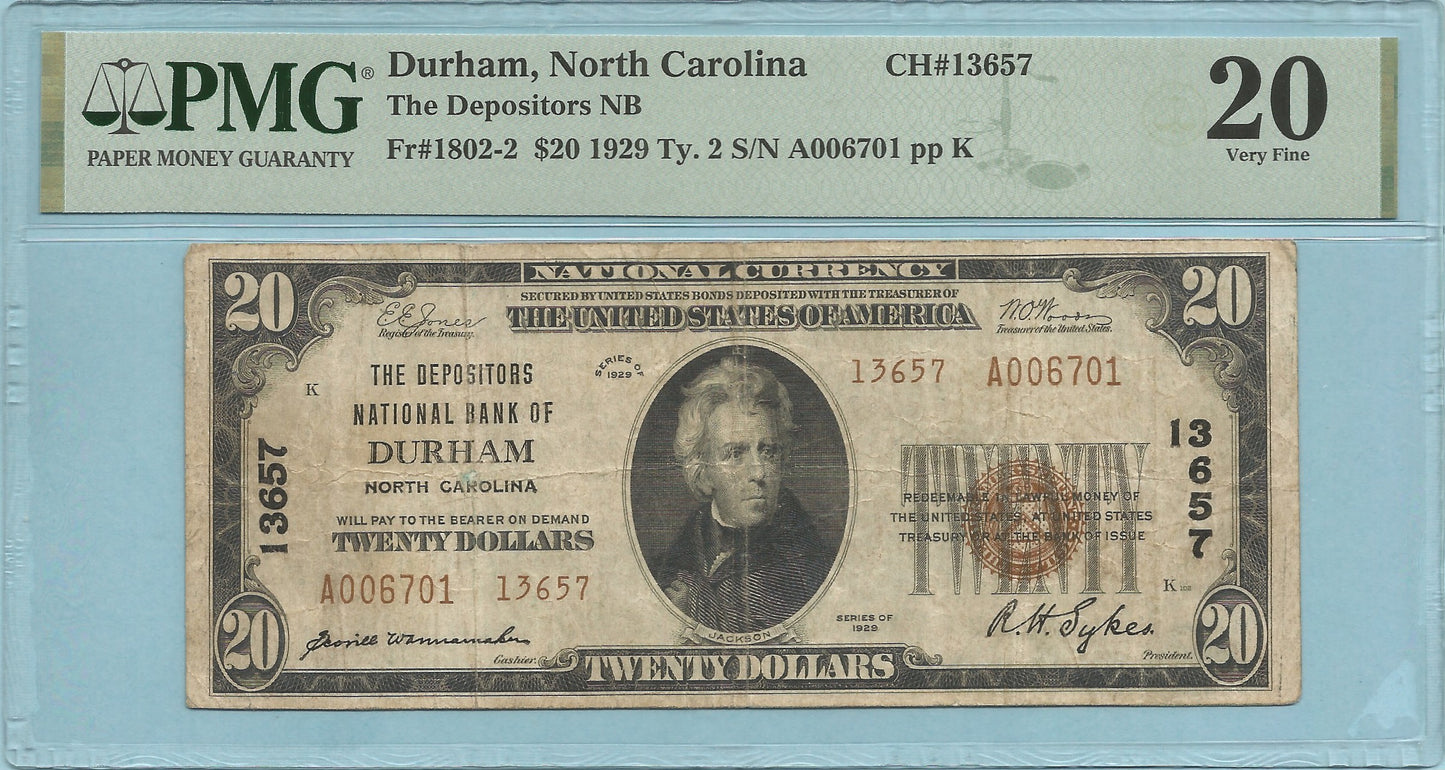 PMG®
PAPER MONEY GUARANTY
Durham, North Carolina CH#13657
The Depositors NB
Fr#1802-2 $20 1929 Ty. 2 S/N A006701 pp K
20
Very Fine
20 NATIONAL CURRENCY 20
SECURED BY UNITED STATES BONDS DEPOSITED WITH THE TREASURER OF
THE UNITED STATES OF AMERICA
E.E. Jones
Register of the Treasury.
W.O. Woods
Treasurer of the United States.
SERIES OF
1929
13657 A006701
K
THE DEPOSITORS
NATIONAL BANK OF
DURHAM
NORTH CAROLINA
WILL PAY TO THE BEARER ON DEMAND
TWENTY DOLLARS
A006701 13657
13657
13657
TWENTY
REDEEMABLE IN LAWFUL MONEY OF
THE UNITED STATES, AT UNITED STATES
TREASURY OR AT THE BANK OF ISSUE
K
SERIES OF
1929
JACKSON
Cashier.
R.H. Sykes.
President.
20 TWENTY DOLLARS 20